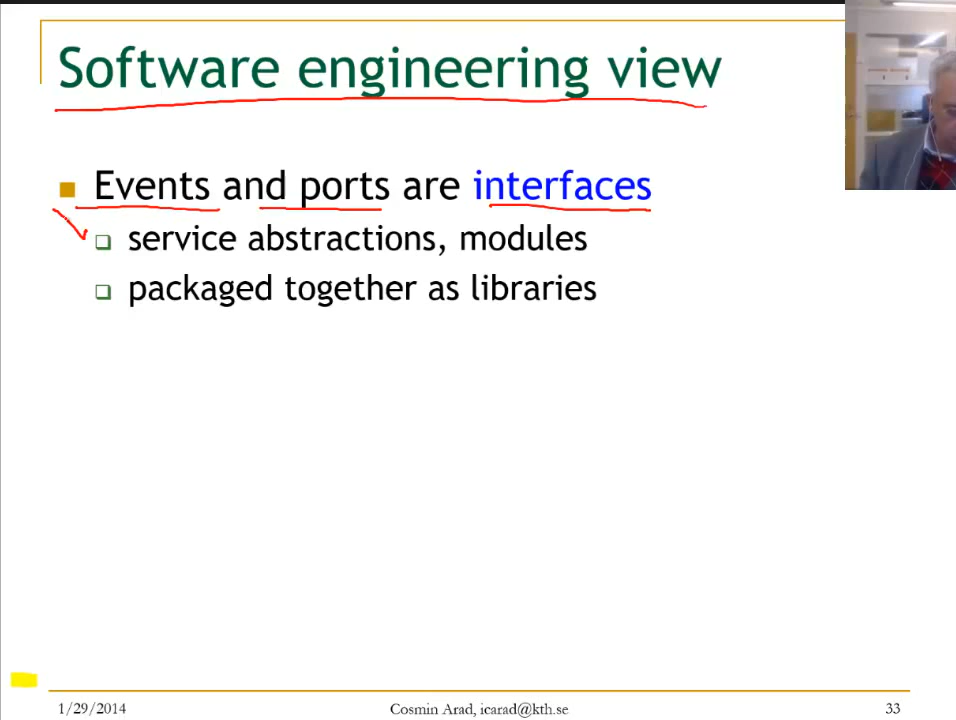 Software engineering view
Events and ports are interfaces
service abstractions, modules
packaged together as libraries
1/29/2014
Cosmin Arad, icarad@kth.se
33